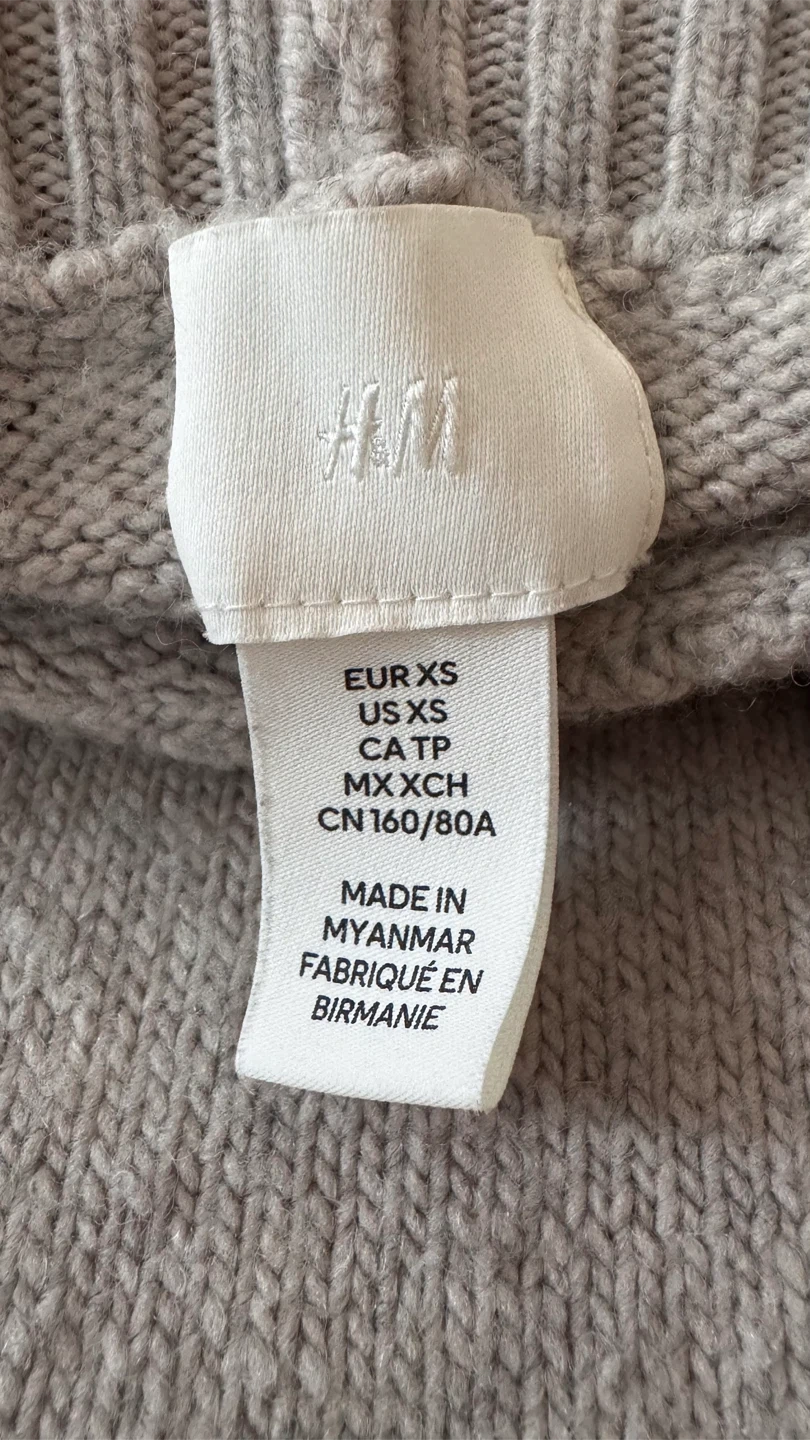 H&M
EUR XS
US XS
CA TP
MX XCH
CN 160/80A
MADE IN
MYANMAR
FABRIQUÉ EN
BIRMANIE